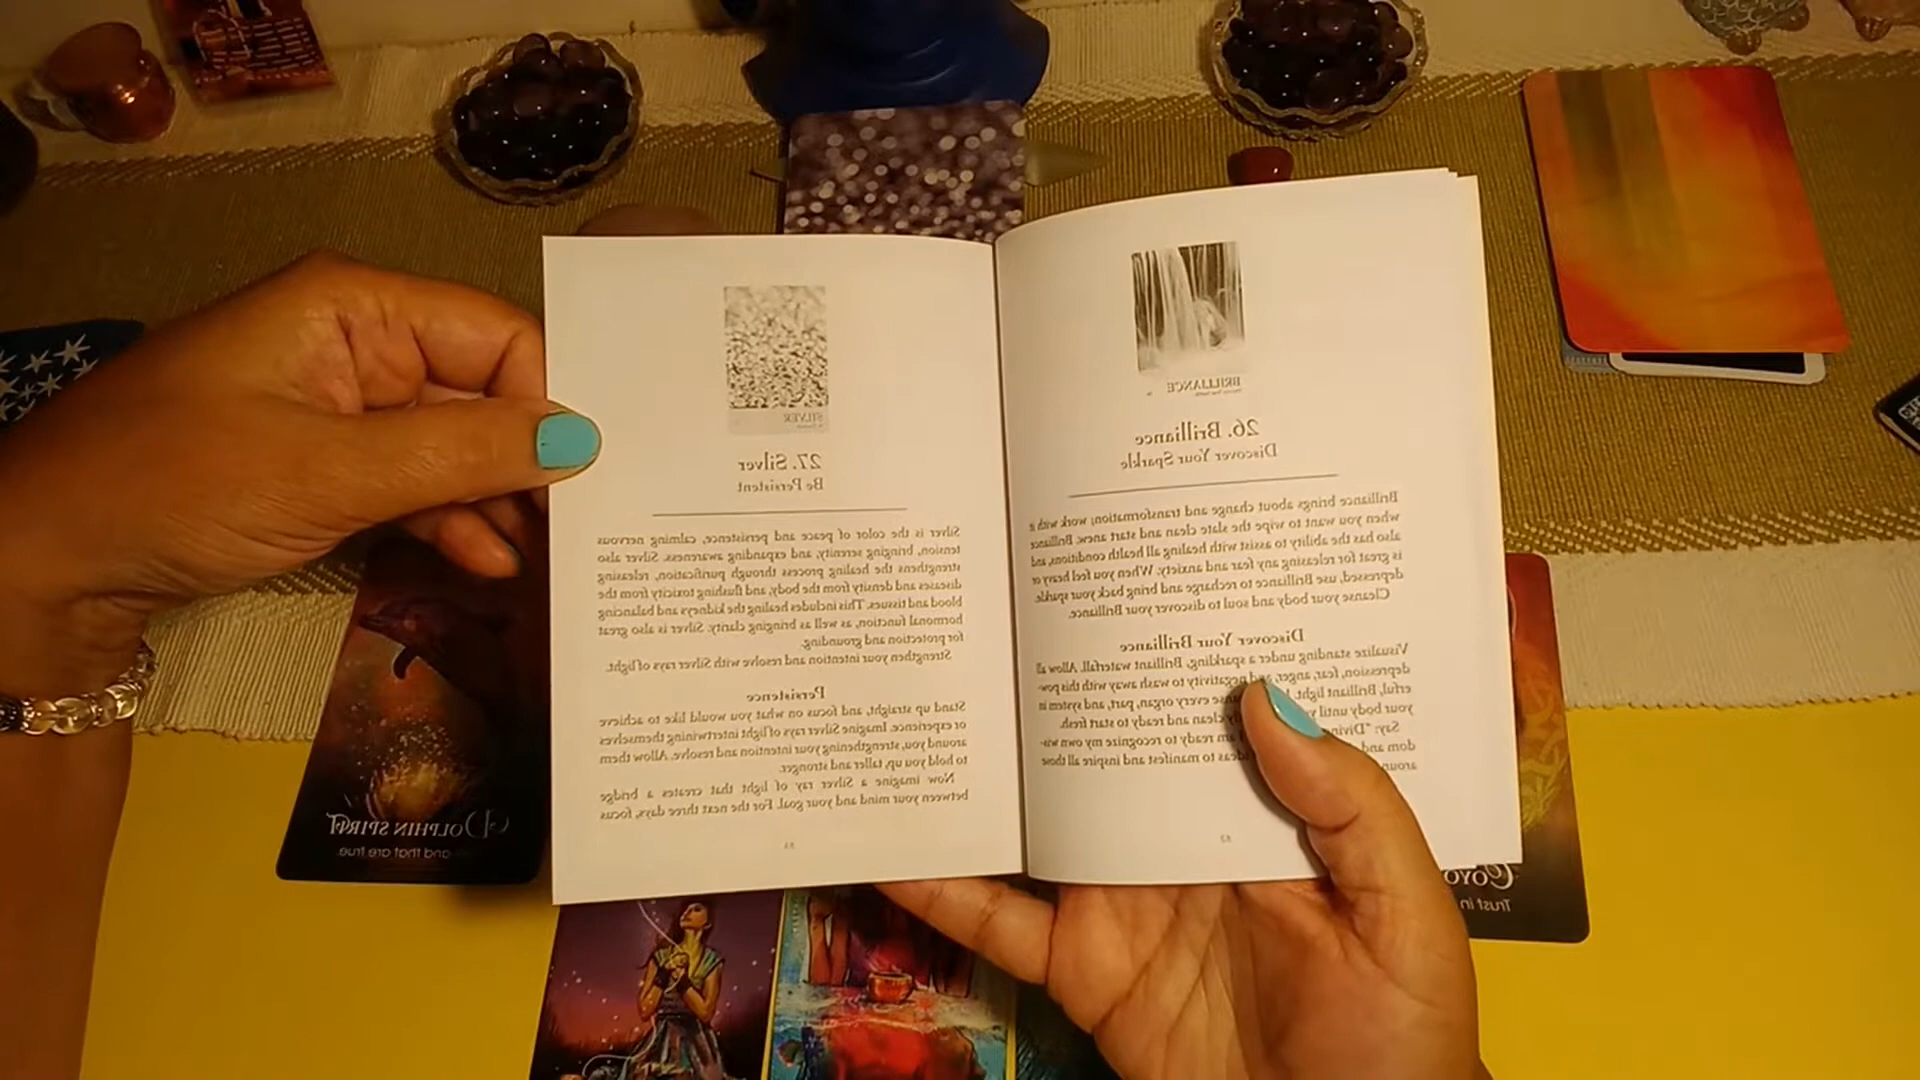 BRILLIANCE
26. Brilliance
Discover Your Sparkle
Brilliance brings about change and transformation; work with it
when you want to wipe the slate clean and start anew. Brilliance
also has the ability to assist with healing all health conditions, and
is great for releasing any fear and anxiety. When you feel heavy or
depressed, use Brilliance to recharge and bring back your sparkle.
Cleanse your body and soul to discover your Brilliance.
Discover Your Brilliance
Visualize standing under a sparkling, Brilliant waterfall. Allow all
depression, fear, anger, and negativity to wash away with this pow-
erful, Brilliant light. every organ, part, and system in
your body until clean and ready to start fresh.
Say: "Divin am ready to recognize my own wis-
dom and ideas to manifest and inspire all those
aroun
SILVER
27. Silver
Be Persistent
Silver is the color of peace and persistence, calming nervous
tension, bringing serenity, and expanding awareness. Silver also
strengthens the healing process through purification, releasing
diseases and density from the body, and flushing toxicity from the
blood and tissues. This includes healing the kidneys and balancing
hormonal function, as well as bringing clarity. Silver is also great
for protection and grounding.
Strengthen your intention and resolve with Silver rays of light.
Persistence
Stand up straight, and focus on what you would like to achieve
or experience. Imagine Silver rays of light intertwining themselves
around you, strengthening your intention and resolve. Allow them
to hold you up, taller and stronger.
Now imagine a Silver ray of light that creates a bridge
between your mind and your goal. For the next three days, focus
Coyo
Trust in
DOLPHIN SPIRIT
and that are true.